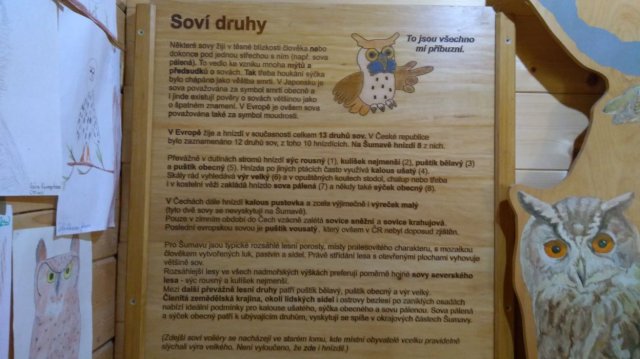 Soví druhy
To jsou všechno
mí příbuzní.
Některé sovy žijí v těsné blízkosti člověka nebo
dokonce pod jednou střechou s ním (např. sova
pálená). To vedlo ke vzniku mnoha mýtů a
předsudků o sovách. Tak třeba houkání sýčka
bylo chápáno jako věštba smrti. V Japonsku je
sova považována za symbol smrti obecně a
i jinde existují pověry o sovách většinou jako
o špatném znamení. V Evropě je ovšem sova
považována také za symbol moudrosti.
V Evropě žije a hnízdí v současnosti celkem 13 druhů sov. V České republice
bylo zaznamenáno 12 druhů sov, z toho 10 hnízdících. Na Šumavě hnízdí 8 z nich.
Převážně v dutinách stromů hnízdí sýc rousný (1), kulíšek nejmenší (2), puštík bělavý (3)
a puštík obecný (5). Hnízda po jiných ptácích často využívá kalous ušatý (4).
Skály rád vyhledává výr velký (6) a v opuštěných koutech stodol, chalup nebo třeba
i v kostelní věži zakládá hnízdo sova pálená (7) a někdy také sýček obecný (8).
V Čechách dále hnízdí kalous pustovka a zcela výjimečně i výreček malý
(tyto dvě sovy se nevyskytují na Šumavě).
Pouze v zimním období do Čech vzácně zalétá sovice sněžní a sovice krahujová.
Poslední evropskou sovou je puštík vousatý, který ovšem v ČR nebyl doposud zjištěn.
Pro Šumavu jsou typické rozsáhlé lesní porosty, místy pralesovitého charakteru, s mozaikou
člověkem vytvořených luk, pastvin a sídel. Právě střídání lesa s otevřenými plochami vyhovuje
většině sov.
Rozsáhlejší lesy ve všech nadmořských výškách preferují poměrně hojné sovy severského
lesa - sýc rousný a kulíšek nejmenší.
Mezi další převážně lesní druhy patří puštík bělavý, puštík obecný a výr velký.
Členitá zemědělská krajina, okolí lidských sídel i ostrovy bezlesí po zaniklých osadách
nabízí ideální podmínky pro kalouse ušatého, sýčka obecného a sovu pálenou. Sova pálená
a sýček obecný patří k ubývajícím druhům, vyskytují se spíše v okrajových částech Šumavy.
(Zdejší soví voliéry se nacházejí ve starém lomu, kde místní obyvatelé vcelku pravidelně
slýchali výra velkého. Není vyloučeno, že zde i hnízdil.)